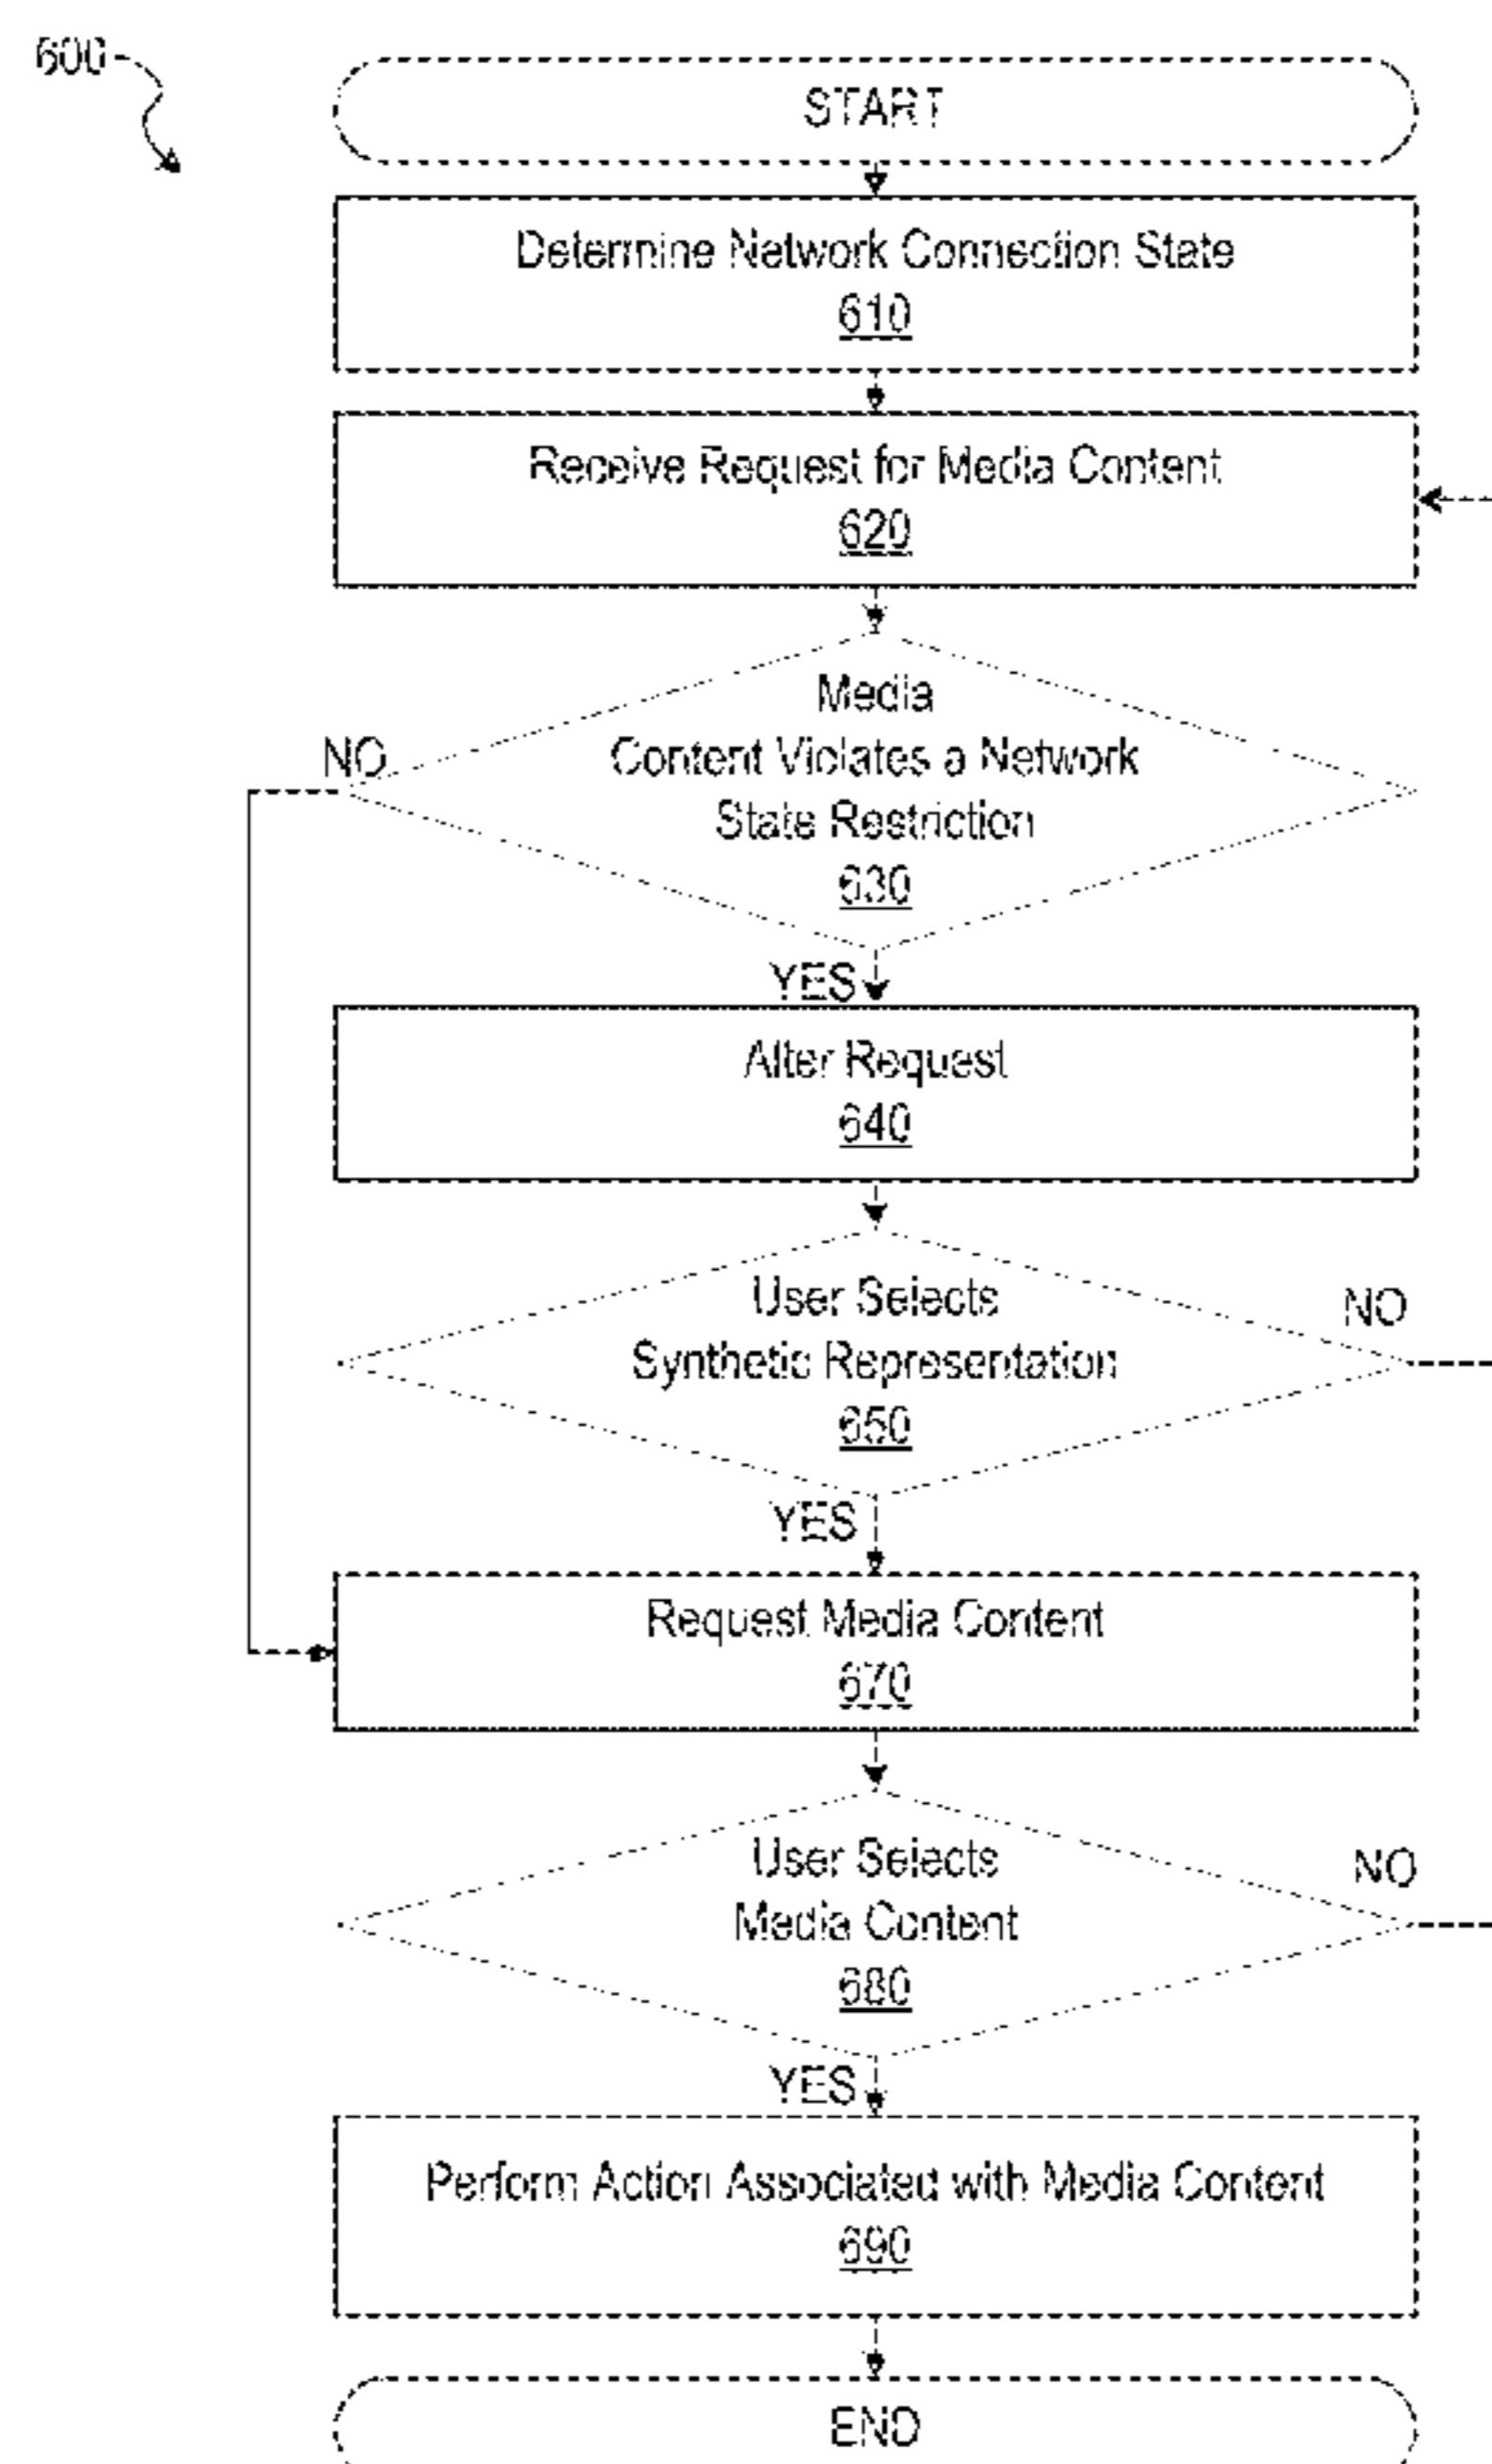 600
START
Determine Network Connection State
610
Receive Request for Media Content
620
Media
Content Violates a Network
State Restriction
630
NO
YES
Alter Request
640
User Selects
Synthetic Representation
650
NO
YES
Request Media Content
670
User Selects
Media Content
680
NO
YES
Perform Action Associated with Media Content
690
END